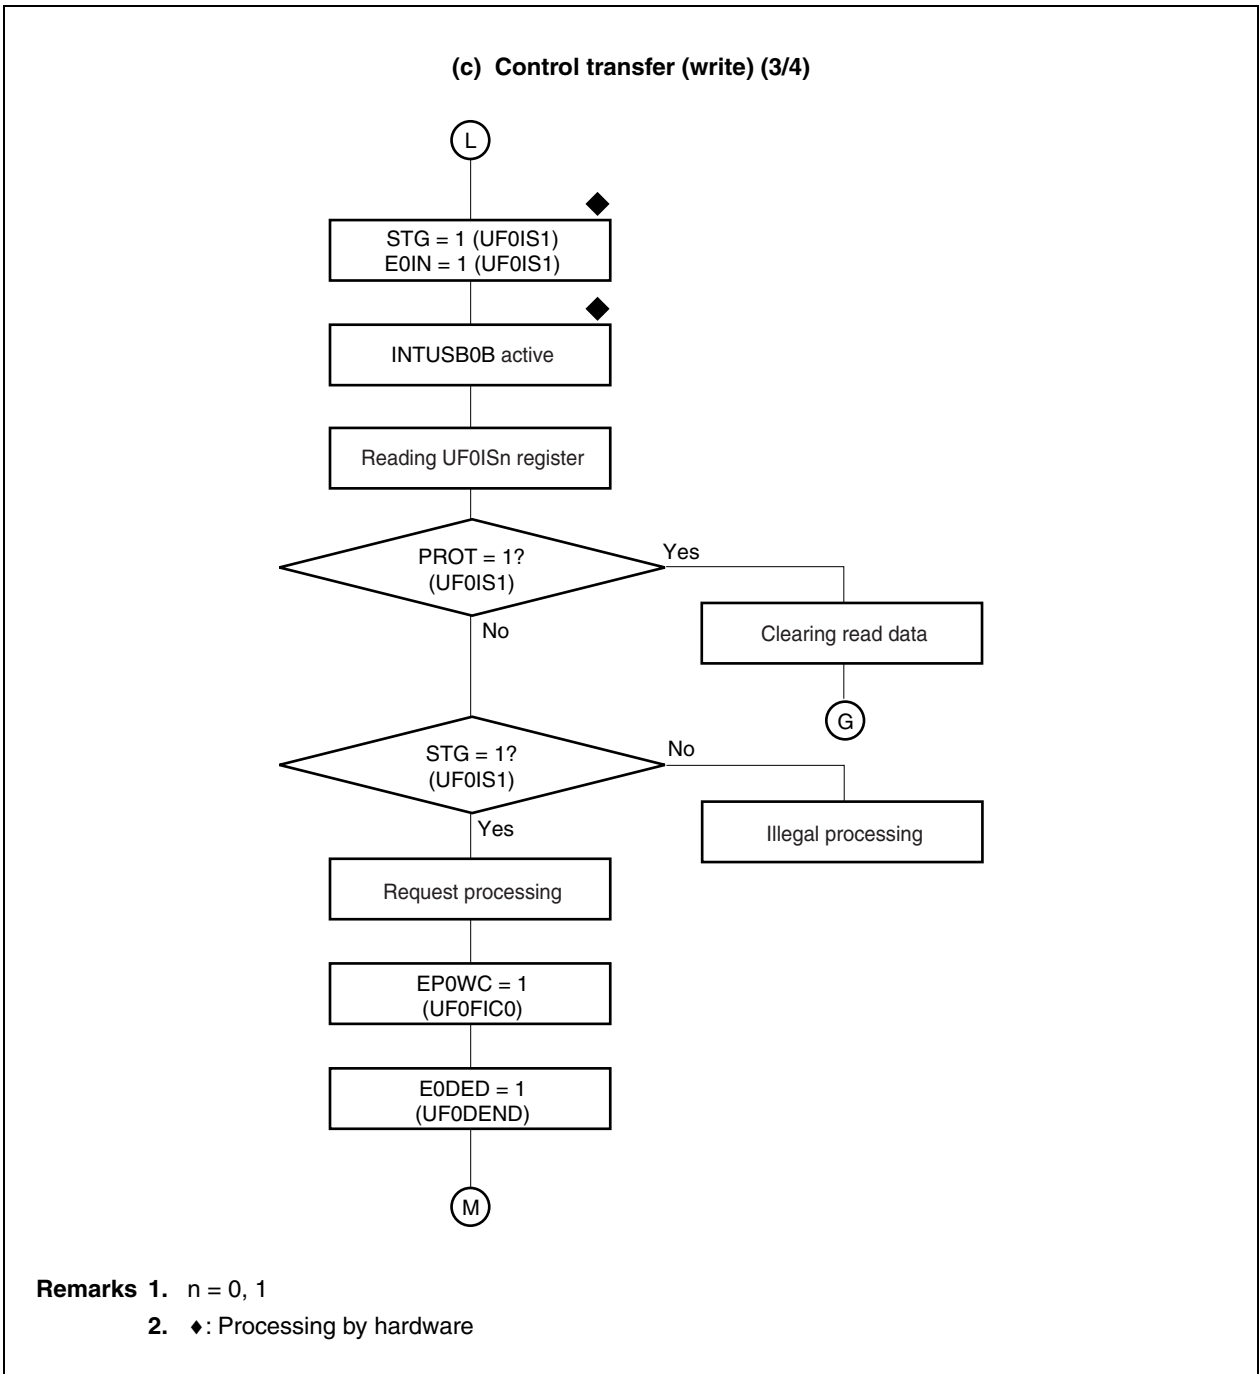 (c) Control transfer (write) (3/4)
L
STG = 1 (UF0IS1)
E0IN = 1 (UF0IS1)
INTUSB0B active
Reading UF0ISn register
PROT = 1?
(UF0IS1)
Yes
No
Clearing read data
G
STG = 1?
(UF0IS1)
No
Yes
Illegal processing
Request processing
EP0WC = 1
(UF0FIC0)
E0DED = 1
(UF0DEND)
M
Remarks 1. n = 0, 1
2. ♦: Processing by hardware